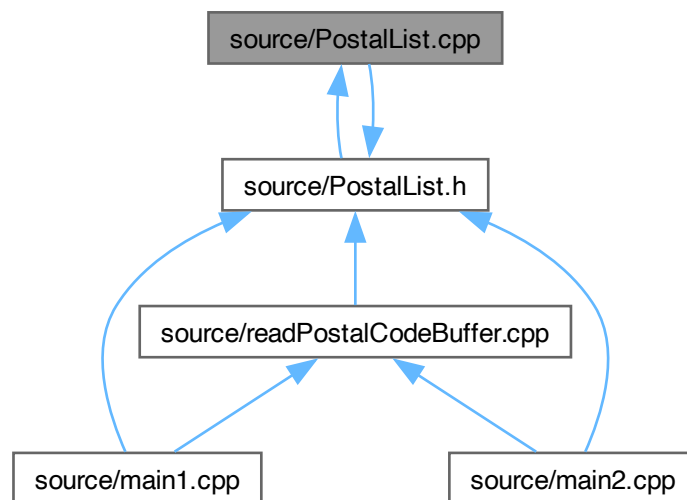 source/PostalList.cpp
source/PostalList.h
source/readPostalCodeBuffer.cpp
source/main1.cpp
source/main2.cpp